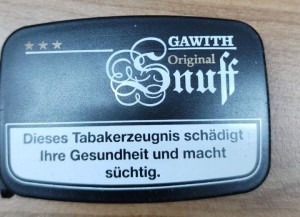 GAWITH
Original
Snuff
Dieses Tabakerzeugnis schädigt
Ihre Gesundheit und macht
süchtig.